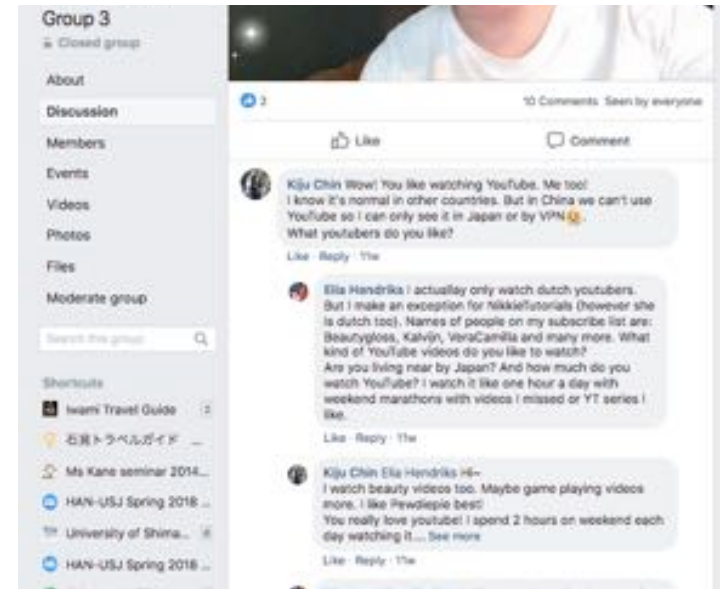 Group 3
Closed group
About
Discussion
Members
Events
Videos
Photos
Files
Moderate group
Search this group
Shortcuts
Iwami Travel Guide 2
石見トラベルガイド ...
Ms Kane seminar 2014...
HAN-USJ Spring 2018 ...
University of Shima...
HAN-USJ Spring 2018 ...
3
10 Comments Seen by everyone
Like
Comment
Kiju Chin Wow! You like watching YouTube. Me too!
I know it's normal in other countries. But in China we can't use
YouTube so I can only see it in Japan or by VPN
What youtubers do you like?
Like · Reply · 11w
Elia Hendriks I actuallay only watch dutch youtubers.
But I make an exception for NikkieTutorials (however she
is dutch too). Names of people on my subscribe list are:
Beautygloss, Kalvijn, VeraCamilla and many more. What
kind of YouTube videos do you like to watch?
Are you living near by Japan? And how much do you
watch YouTube? I watch it like one hour a day with
weekend marathons with videos I missed or YT series I
like.
Like · Reply · 11w
Kiju Chin Elia Hendriks Hi~
I watch beauty videos too. Maybe game playing videos
more. I like Pewdiepie best!
You really love youtube! I spend 2 hours on weekend each
day watching it.... See more
Like · Reply · 11w